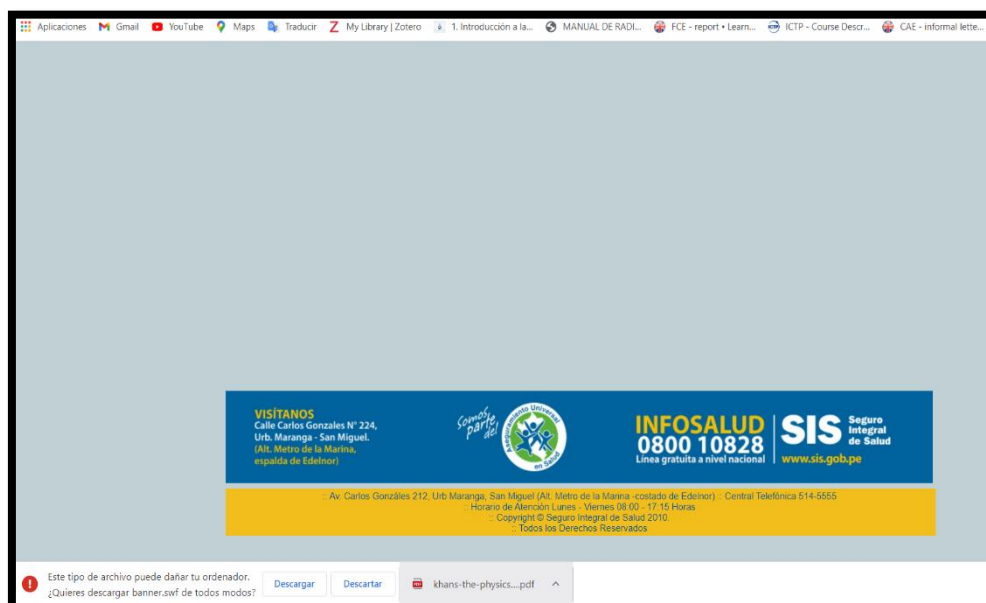 Aplicaciones Gmail YouTube Maps Traducir My Library | Zotero 1. Introducción a la... MANUAL DE RADI... FCE - report • Learn... ICTP - Course Descr... CAE - informal lette...
VISÍTANOS
Calle Carlos Gonzales N° 224,
Urb. Maranga - San Miguel.
(Alt. Metro de la Marina,
espalda de Edelnor)
Somos
parte
del
Aseguramiento Universal
en Salud
INFOSALUD
0800 10828
Línea gratuita a nivel nacional
SIS
Seguro
Integral
de Salud
www.sis.gob.pe
:: Av. Carlos Gonzáles 212, Urb Maranga, San Miguel (Alt. Metro de la Marina -costado de Edelnor) :: Central Telefónica 514-5555
:: Horario de Atención Lunes - Viernes 08:00 - 17:15 Horas
:: Copyright © Seguro Integral de Salud 2010.
:: Todos los Derechos Reservados
Este tipo de archivo puede dañar tu ordenador.
¿Quieres descargar banner.swf de todos modos?
Descargar
Descartar
khans-the-physics....pdf